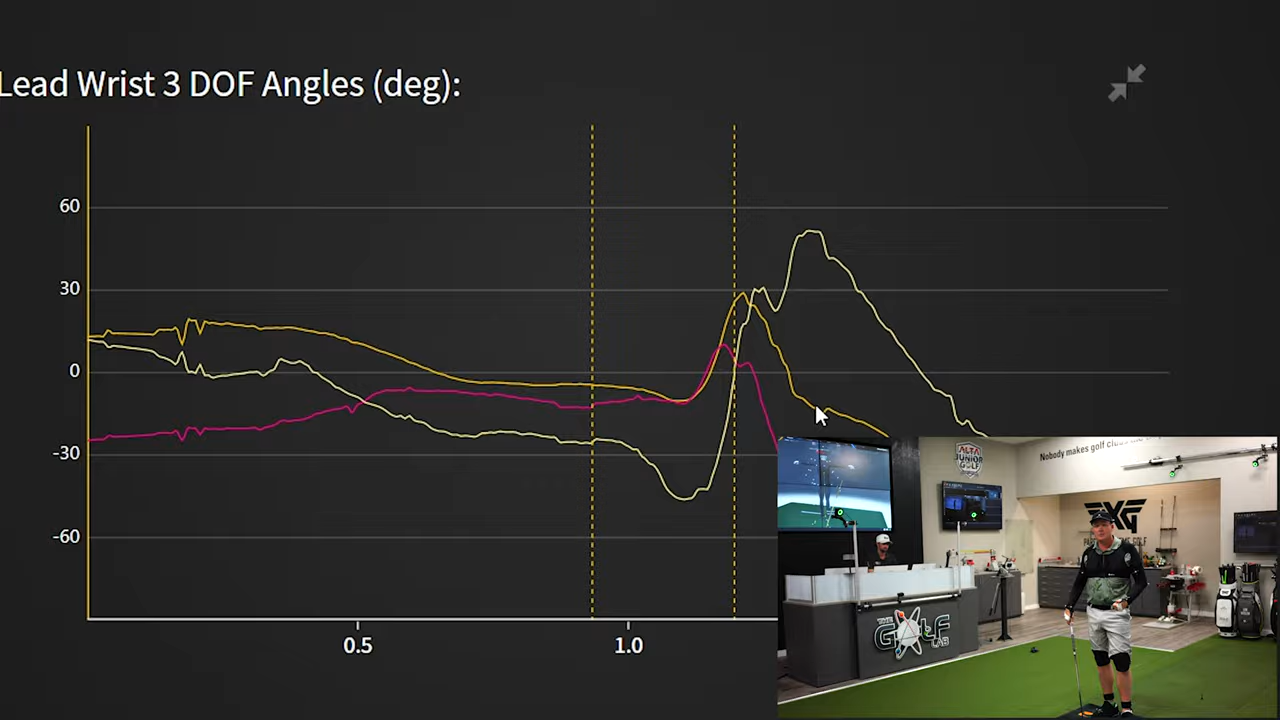 Lead Wrist 3 DOF Angles (deg):
60
30
0
-30
-60
0.5
1.0
ALTA
JUNIOR
GOLF
Nobody makes golf
PXG
THE
GOLF
LAB